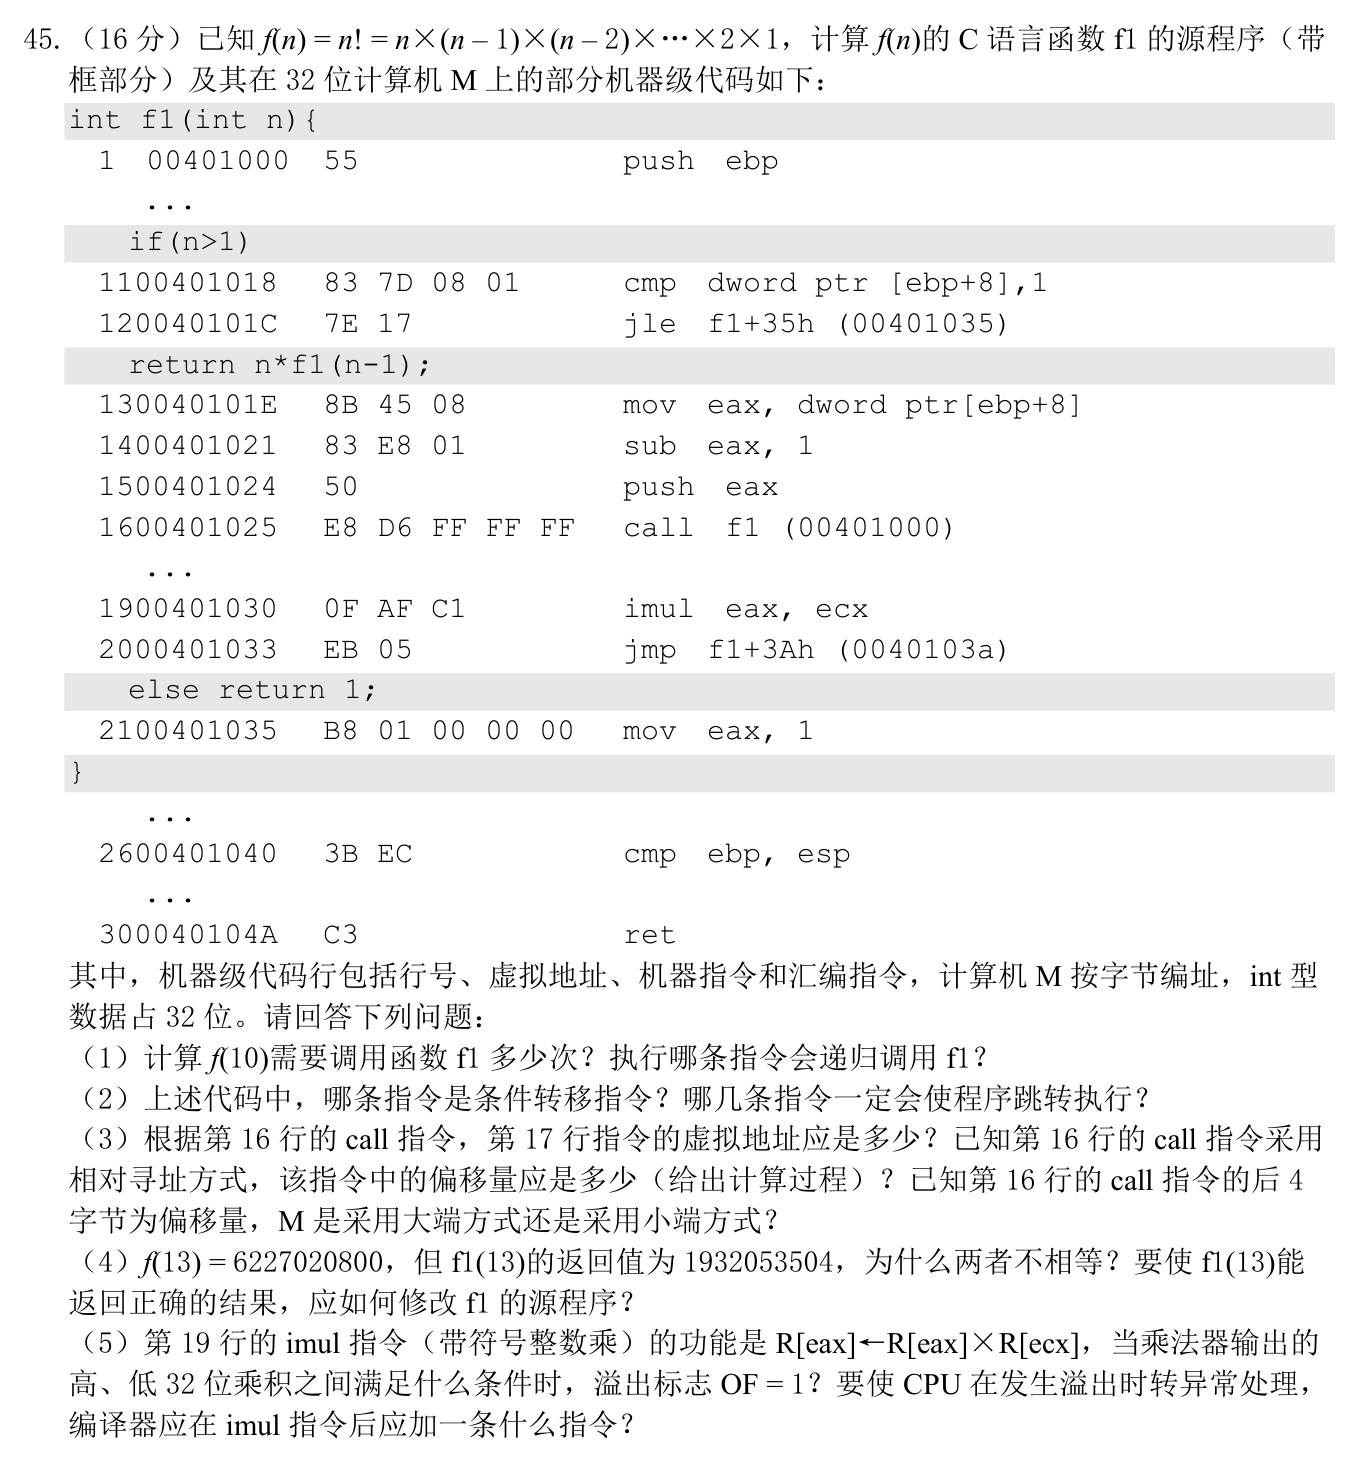 45.（16 分）已知 f(n) = n! = n×(n – 1)×(n – 2)×…×2×1，计算 f(n)的 C 语言函数 f1 的源程序（带
框部分）及其在 32 位计算机 M 上的部分机器级代码如下：
int f1(int n){
1 00401000 55 push ebp
...
if(n>1)
1100401018 83 7D 08 01 cmp dword ptr [ebp+8],1
120040101C 7E 17 jle f1+35h (00401035)
return n*f1(n-1);
130040101E 8B 45 08 mov eax, dword ptr[ebp+8]
1400401021 83 E8 01 sub eax, 1
1500401024 50 push eax
1600401025 E8 D6 FF FF FF call f1 (00401000)
...
1900401030 0F AF C1 imul eax, ecx
2000401033 EB 05 jmp f1+3Ah (0040103a)
else return 1;
2100401035 B8 01 00 00 00 mov eax, 1
}
...
2600401040 3B EC cmp ebp, esp
...
300040104A C3 ret
其中，机器级代码行包括行号、虚拟地址、机器指令和汇编指令，计算机 M 按字节编址，int 型
数据占 32 位。请回答下列问题：
（1）计算 f(10)需要调用函数 f1 多少次？执行哪条指令会递归调用 f1？
（2）上述代码中，哪条指令是条件转移指令？哪几条指令一定会使程序跳转执行？
（3）根据第 16 行的 call 指令，第 17 行指令的虚拟地址应是多少？已知第 16 行的 call 指令采用
相对寻址方式，该指令中的偏移量应是多少（给出计算过程）？已知第 16 行的 call 指令的后 4
字节为偏移量，M 是采用大端方式还是采用小端方式？
（4）f(13) = 6227020800，但 f1(13)的返回值为 1932053504，为什么两者不相等？要使 f1(13)能
返回正确的结果，应如何修改 f1 的源程序？
（5）第 19 行的 imul 指令（带符号整数乘）的功能是 R[eax]←R[eax]×R[ecx]，当乘法器输出的
高、低 32 位乘积之间满足什么条件时，溢出标志 OF = 1？要使 CPU 在发生溢出时转异常处理，
编译器应在 imul 指令后应加一条什么指令？